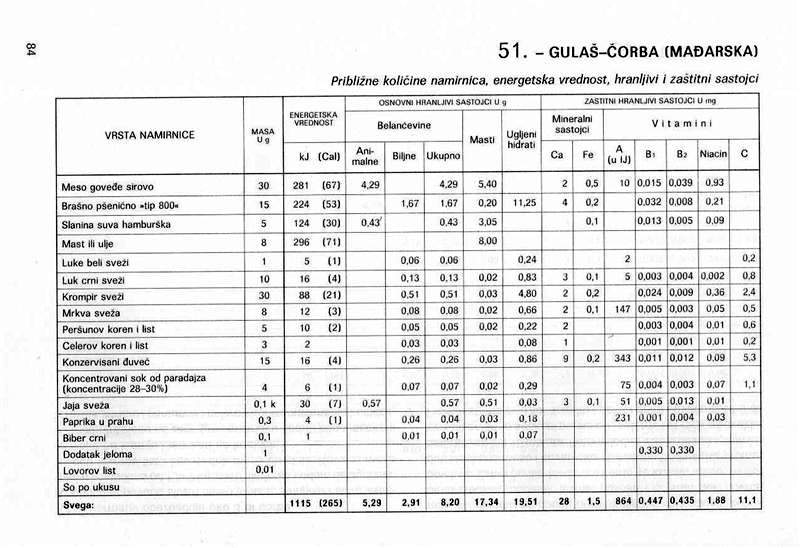 84
51. – GULAŠ–ČORBA (MAĐARSKA)
Približne količine namirnica, energetska vrednost, hranljivi i zaštitni sastojci
VRSTA NAMIRNICE MASA U g ENERGETSKA VREDNOST OSNOVNI HRANLJIVI SASTOJCI U g ZAŠTITNI HRANLJIVI SASTOJCI U mg
Belančevine Masti Ugljeni hidrati Mineralni sastojci Vitamini
kJ (Cal) Ani-malne Biljne Ukupno Ca Fe A (u IJ) B1 B2 Niacin C
Meso goveđe sirovo 30 281 (67) 4,29 4,29 5,40 2 0,5 10 0,015 0,039 0,93
Brašno pšenično »tip 800« 15 224 (53) 1,67 1,67 0,20 11,25 4 0,2 0,032 0,008 0,21
Slanina suva hamburška 5 124 (30) 0,43 0,43 3,05 0,1 0,013 0,005 0,09
Mast ili ulje 8 296 (71) 8,00
Luke beli sveži 1 5 (1) 0,06 0,06 0,24 2 0,2
Luk crni sveži 10 16 (4) 0,13 0,13 0,02 0,83 3 0,1 5 0,003 0,004 0,002 0,8
Krompir sveži 30 88 (21) 0,51 0,51 0,03 4,80 2 0,2 0,024 0,009 0,36 2,4
Mrkva sveža 8 12 (3) 0,08 0,08 0,02 0,66 2 0,1 147 0,005 0,003 0,05 0,5
Peršunov koren i list 5 10 (2) 0,05 0,05 0,02 0,22 2 0,003 0,004 0,01 0,6
Celerov koren i list 3 2 0,03 0,03 0,08 1 0,001 0,001 0,01 0,2
Konzervisani đuveč 15 16 (4) 0,26 0,26 0,03 0,86 9 0,2 343 0,011 0,012 0,09 5,3
Koncentrovani sok od paradajza
(koncentracije 28–30%) 4 6 (1) 0,07 0,07 0,02 0,29 75 0,004 0,003 0,07 1,1
Jaja sveža 0,1 k 30 (7) 0,57 0,57 0,51 0,03 3 0,1 51 0,005 0,013 0,01
Paprika u prahu 0,3 4 (1) 0,04 0,04 0,03 0,18 231 0,001 0,004 0,03
Biber crni 0,1 1 0,01 0,01 0,01 0,07
Dodatak jeloma 1 0,330 0,330
Lovorov list 0,01
So po ukusu
Svega: 1115 (265) 5,29 2,91 8,20 17,34 19,51 28 1,5 864 0,447 0,435 1,88 11,1